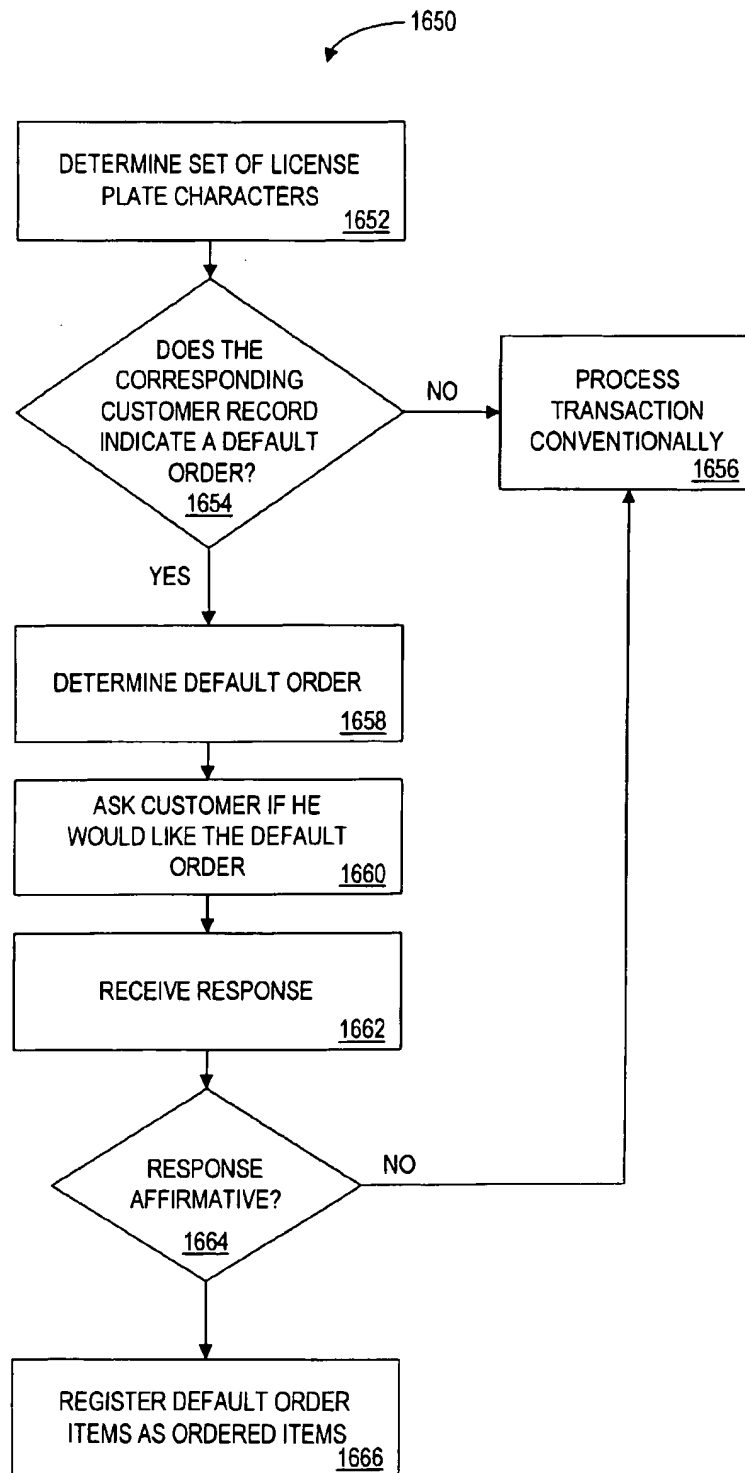 1650
DETERMINE SET OF LICENSE
PLATE CHARACTERS
1652
DOES THE
CORRESPONDING
CUSTOMER RECORD
INDICATE A DEFAULT
ORDER?
1654
NO
PROCESS
TRANSACTION
CONVENTIONALLY
1656
YES
DETERMINE DEFAULT ORDER
1658
ASK CUSTOMER IF HE
WOULD LIKE THE DEFAULT
ORDER
1660
RECEIVE RESPONSE
1662
RESPONSE
AFFIRMATIVE?
1664
NO
REGISTER DEFAULT ORDER
ITEMS AS ORDERED ITEMS
1666